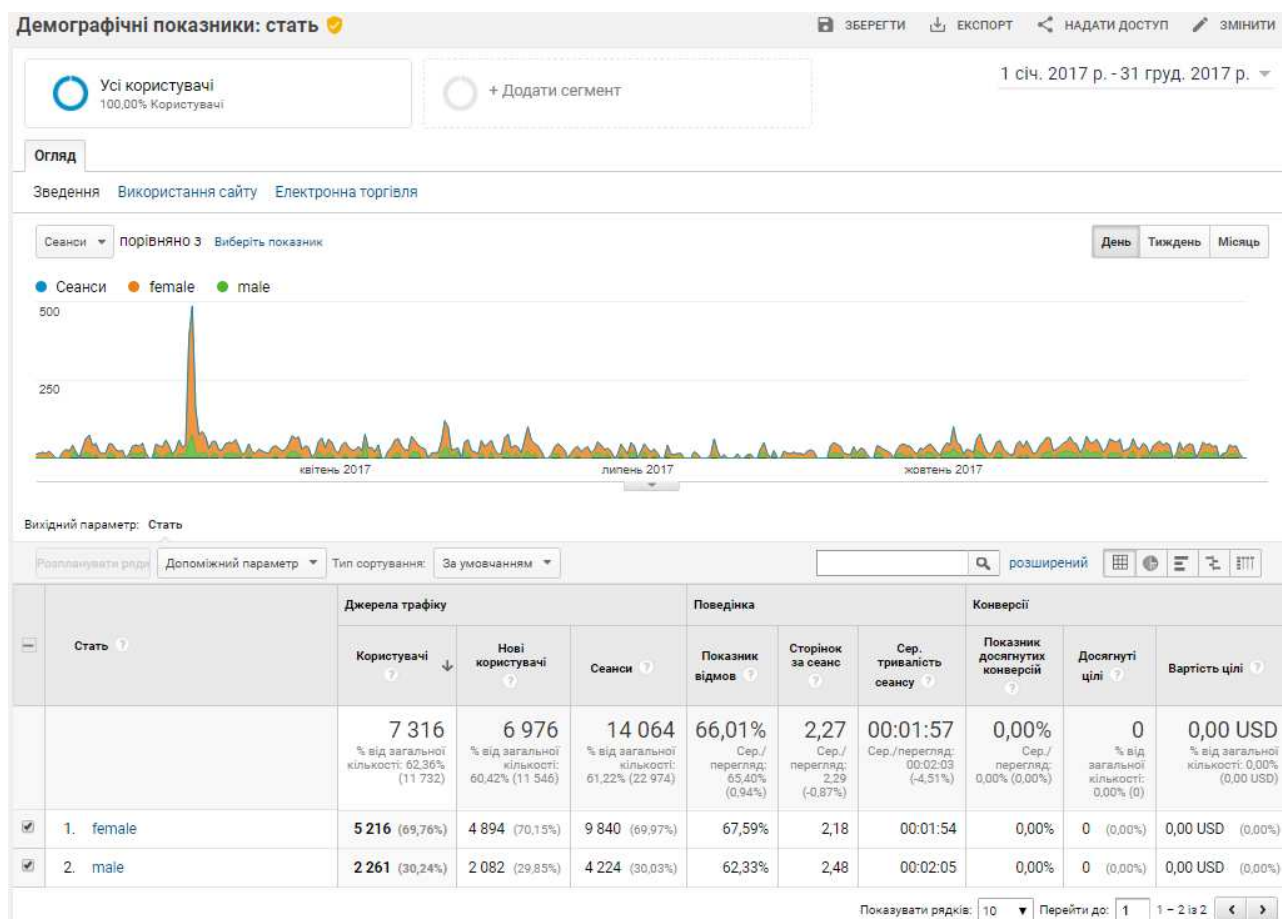 Демографічні показники: стать
ЗБЕРЕГТИ ЕКСПОРТ НАДАТИ ДОСТУП ЗМІНИТИ
Усі користувачі
100,00% Користувачі
+ Додати сегмент
1 січ. 2017 р. - 31 груд. 2017 р.
Огляд
Зведення Використання сайту Електронна торгівля
Сеанси порівняно з Виберіть показник
День Тиждень Місяць
Сеанси female male
500
250
квітень 2017 липень 2017 жовтень 2017
Вихідний параметр: Стать
Розпланувати ряди Допоміжний параметр Тип сортування: За умовчанням розширений
Стать ?
Джерела трафіку Поведінка Конверсії
Користувачі ? Нові користувачі ? Сеанси ? Показник відмов ? Сторінок за сеанс ? Сер. тривалість сеансу ? Показник досягнутих конверсій ? Досягнуті цілі ? Вартість цілі ?
7 316 6 976 14 064 66,01% 2,27 00:01:57 0,00% 0 0,00 USD
% від загальної кількості: 62,36% (11 732) % від загальної кількості: 60,42% (11 546) % від загальної кількості: 61,22% (22 974) Сер./перегляд: 65,40% (0,94%) Сер./перегляд: 2,29 (-0,87%) Сер./перегляд: 00:02:03 (-4,51%) Сер./перегляд: 0,00% (0,00%) % від загальної кількості: 0,00% (0) % від загальної кількості: 0,00% (0,00 USD)
1. female 5 216 (69,76%) 4 894 (70,15%) 9 840 (69,97%) 67,59% 2,18 00:01:54 0,00% 0 (0,00%) 0,00 USD (0,00%)
2. male 2 261 (30,24%) 2 082 (29,85%) 4 224 (30,03%) 62,33% 2,48 00:02:05 0,00% 0 (0,00%) 0,00 USD (0,00%)
Показувати рядків: 10 Перейти до: 1 1 – 2 із 2